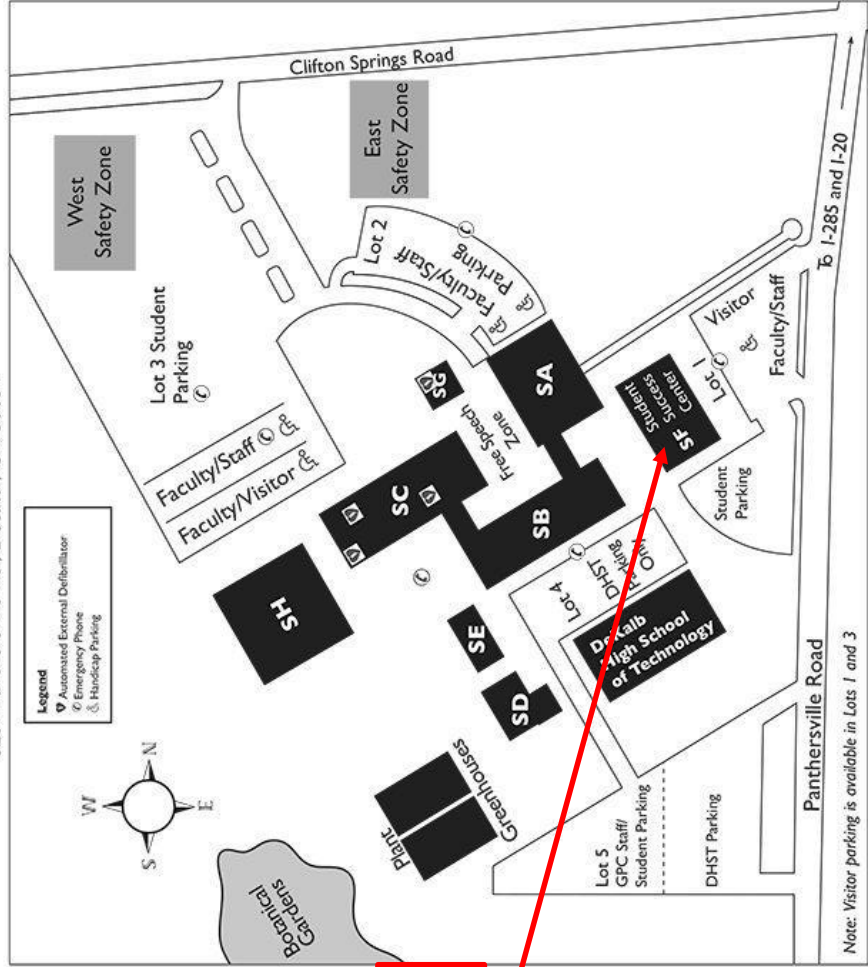 Clifton Springs Road
West
Safety Zone
East
Safety Zone
Lot 3 Student
Parking
Lot 2
Faculty/Staff
Parking
Faculty/Staff
Faculty/Visitor
Legend
Automated External Defibrillator
Emergency Phone
Handicap Parking
W
N
S
E
SG
Free Speech
Zone
SA
SC
SB
SH
SE
SD
Student
Success
Center
SF
Lot 1
Visitor
Faculty/Staff
Student
Parking
Lot 4
DHST
Parking
Only
DeKalb
High School
of Technology
Plant
Greenhouses
Botanical
Gardens
Lot 5
GPC Staff/
Student Parking
DHST Parking
Panthersville Road
To I-285 and I-20
Note: Visitor parking is available in Lots 1 and 3